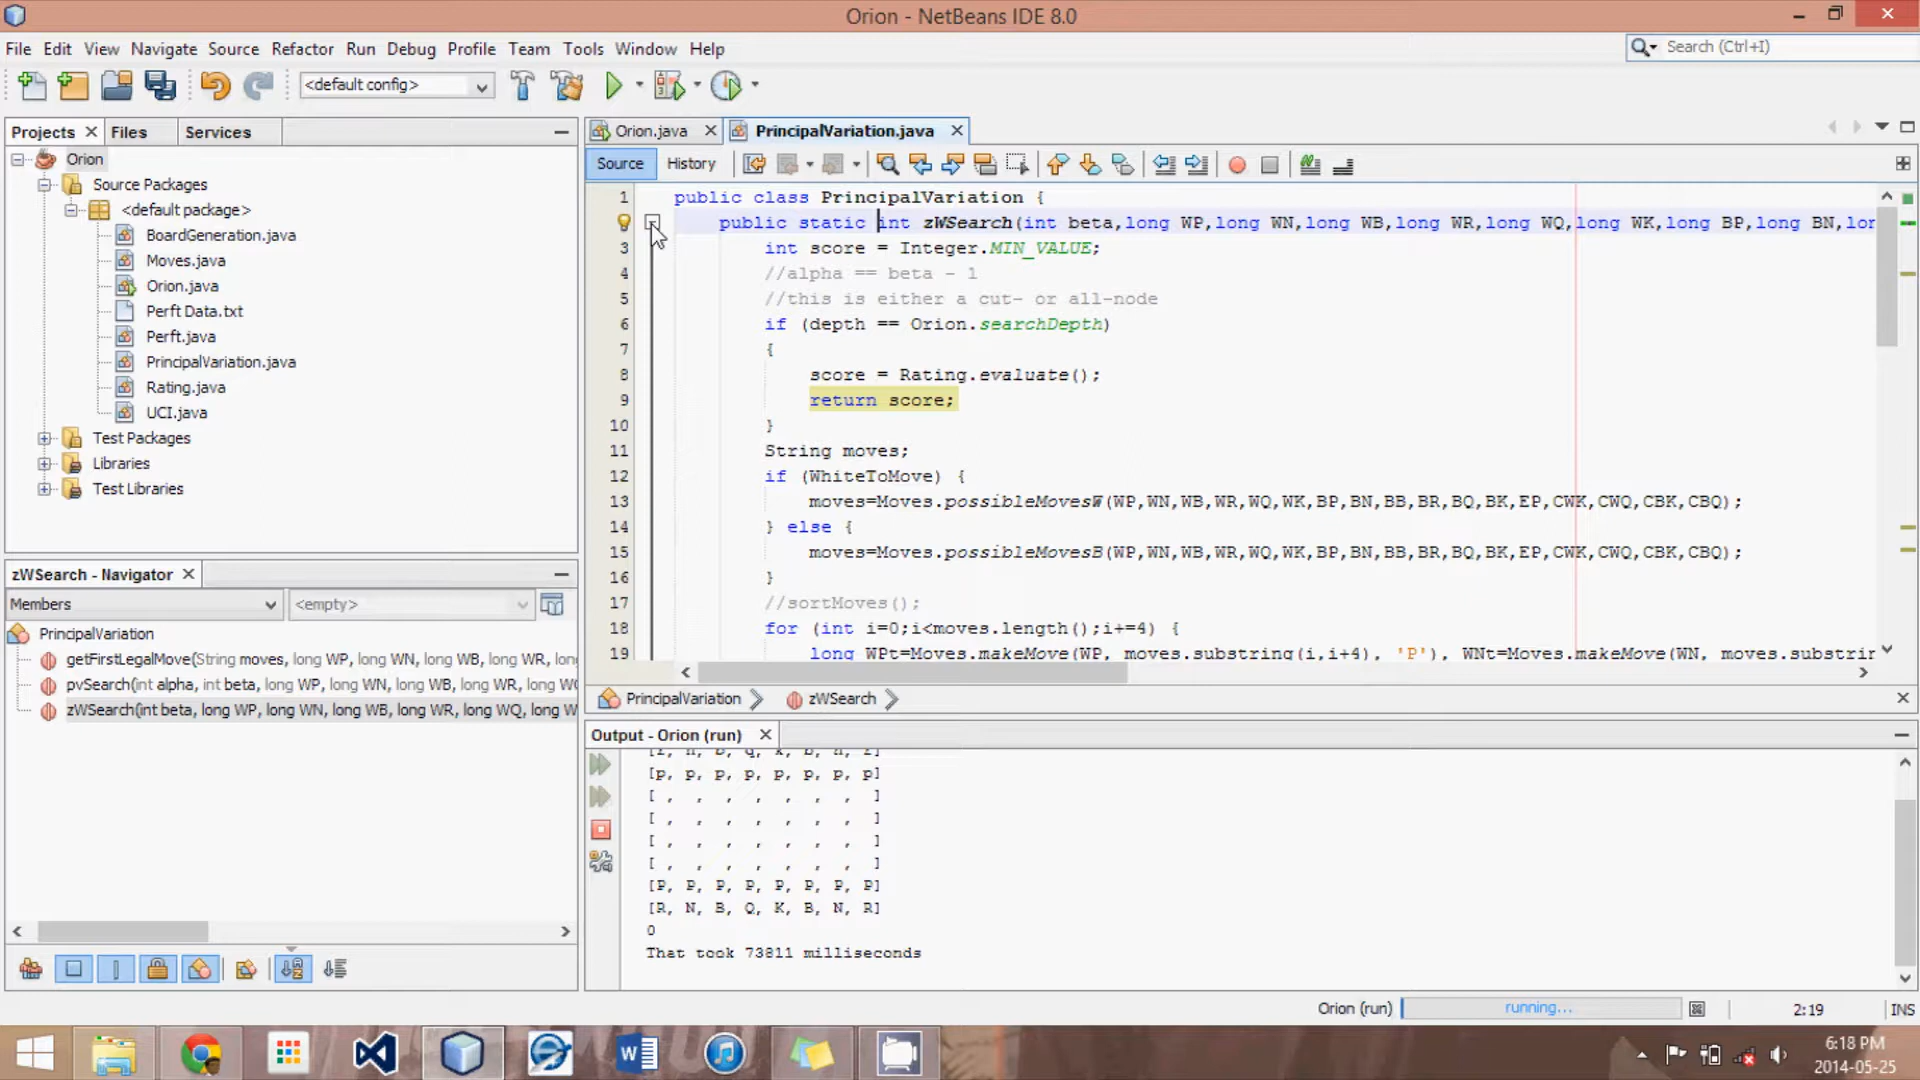 Orion - NetBeans IDE 8.0
File Edit View Navigate Source Refactor Run Debug Profile Team Tools Window Help
Search (Ctrl+I)
<default config>
Projects Files Services
Orion
Source Packages
<default package>
BoardGeneration.java
Moves.java
Orion.java
Perft Data.txt
Perft.java
PrincipalVariation.java
Rating.java
UCI.java
Test Packages
Libraries
Test Libraries
zWSearch - Navigator
Members <empty>
PrincipalVariation
getFirstLegalMove(String moves, long WP, long WN, long WB, long WR, lon
pvSearch(int alpha, int beta, long WP, long WN, long WB, long WR, long W
zWSearch(int beta, long WP, long WN, long WB, long WR, long WQ, long W
Orion.java PrincipalVariation.java
Source History
1 public class PrincipalVariation {
public static int zWSearch(int beta,long WP,long WN,long WB,long WR,long WQ,long WK,long BP,long BN,lon
3 int score = Integer.MIN_VALUE;
4 //alpha == beta - 1
5 //this is either a cut- or all-node
6 if (depth == Orion.searchDepth)
7 {
8 score = Rating.evaluate();
9 return score;
10 }
11 String moves;
12 if (WhiteToMove) {
13 moves=Moves.possibleMovesW(WP,WN,WB,WR,WQ,WK,BP,BN,BB,BR,BQ,BK,EP,CWK,CWQ,CBK,CBQ);
14 } else {
15 moves=Moves.possibleMovesB(WP,WN,WB,WR,WQ,WK,BP,BN,BB,BR,BQ,BK,EP,CWK,CWQ,CBK,CBQ);
16 }
17 //sortMoves();
18 for (int i=0;i<moves.length();i+=4) {
19 long WPt=Moves.makeMove(WP, moves.substring(i,i+4), 'P'), WNt=Moves.makeMove(WN, moves.substrin
PrincipalVariation zWSearch
Output - Orion (run)
[r, n, b, q, k, b, n, r]
[p, p, p, p, p, p, p, p]
[ , , , , , , , ]
[ , , , , , , , ]
[ , , , , , , , ]
[ , , , , , , , ]
[P, P, P, P, P, P, P, P]
[R, N, B, Q, K, B, N, R]
0
That took 73811 milliseconds
Orion (run) running... 2:19 INS
6:18 PM
2014-05-25